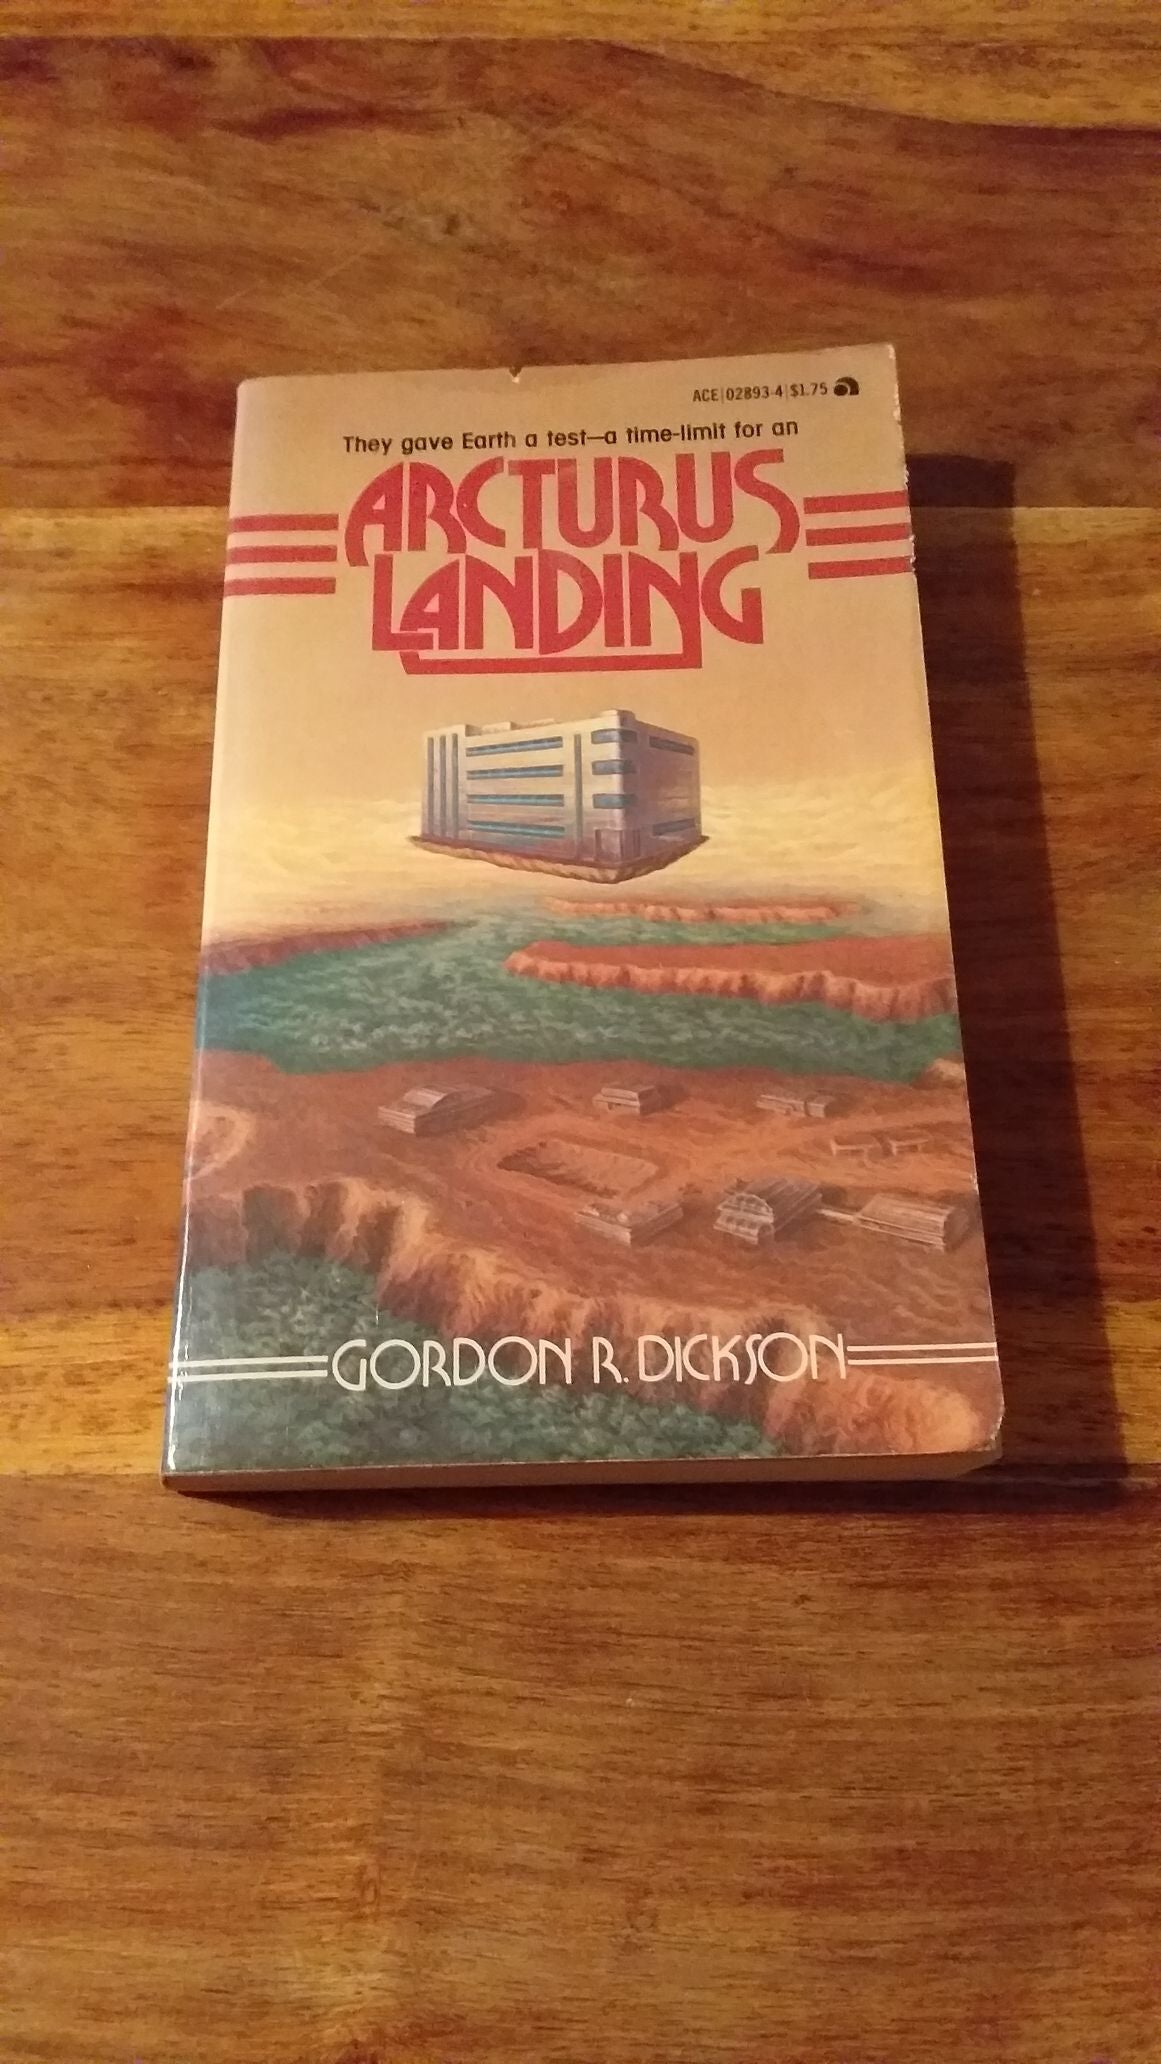 ACE|02893-4|$1.75
They gave Earth a test—a time-limit for an
ARCTURUS
LANDING
GORDON R. DICKSON